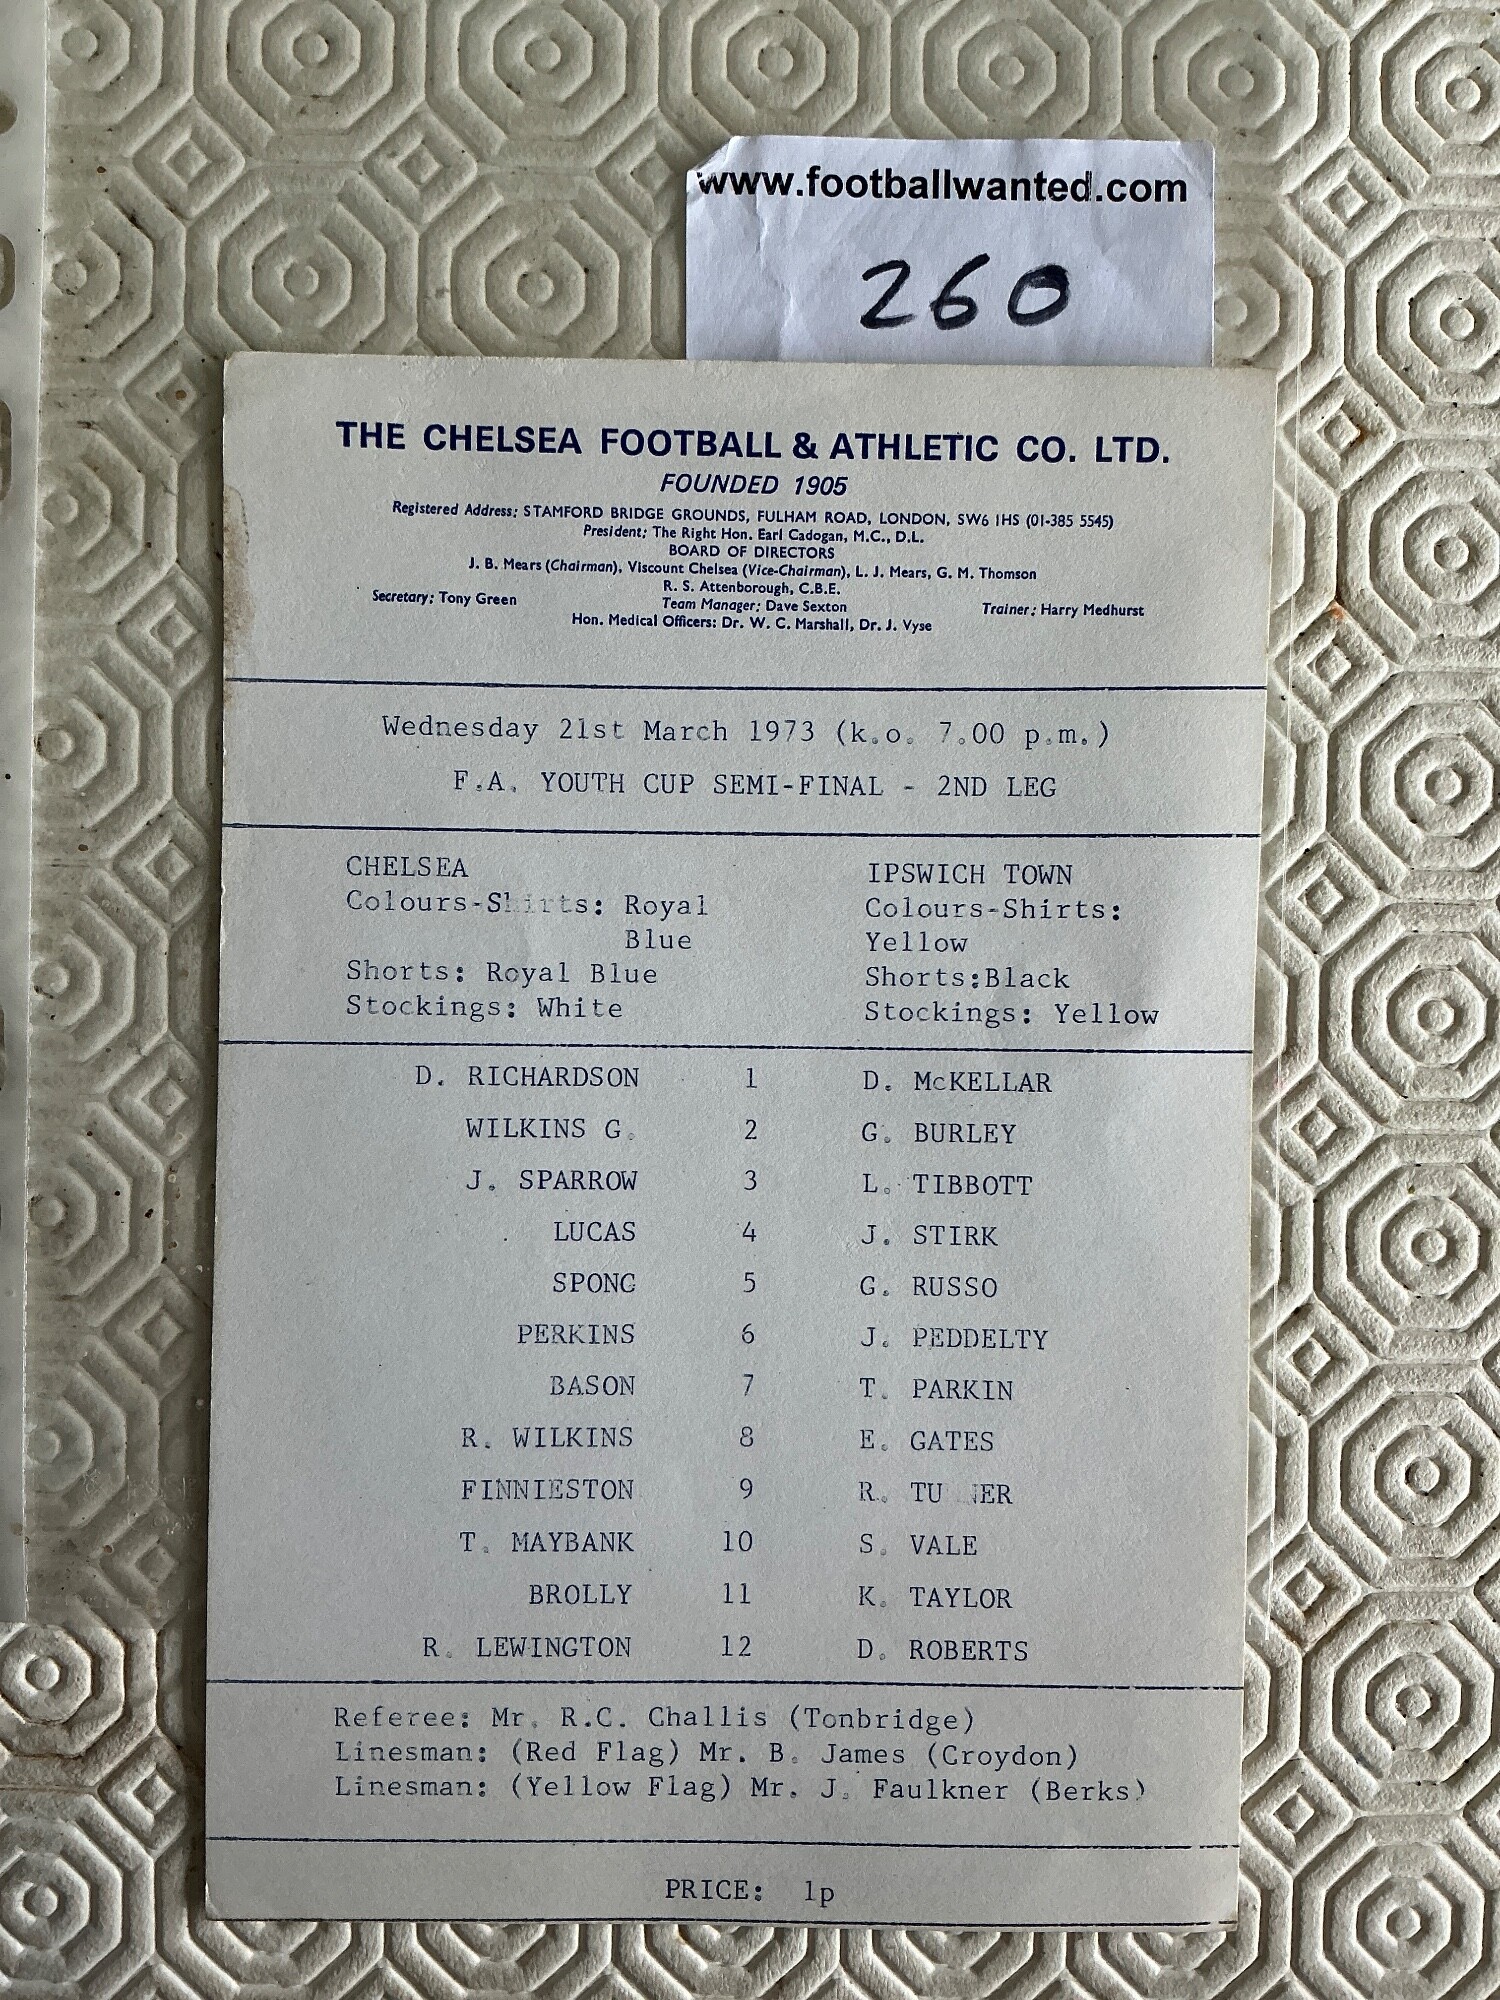 www.footballwanted.com
260
THE CHELSEA FOOTBALL & ATHLETIC CO. LTD.
FOUNDED 1905
Registered Address: STAMFORD BRIDGE GROUNDS, FULHAM ROAD, LONDON, SW6 1HS (01-385 5545)
President: The Right Hon. Earl Cadogan, M.C., D.L.
BOARD OF DIRECTORS
J. B. Mears (Chairman), Viscount Chelsea (Vice-Chairman), L. J. Mears, G. M. Thomson
R. S. Attenborough, C.B.E.
Secretary: Tony Green Team Manager: Dave Sexton Trainer: Harry Medhurst
Hon. Medical Officers: Dr. W. C. Marshall, Dr. J. Vyse
Wednesday 21st March 1973 (k.o. 7.00 p.m.)
F.A. YOUTH CUP SEMI-FINAL - 2ND LEG
CHELSEA IPSWICH TOWN
Colours-Shirts: Royal Colours-Shirts:
Blue Yellow
Shorts: Royal Blue Shorts:Black
Stockings: White Stockings: Yellow
D. RICHARDSON 1 D. McKELLAR
WILKINS G. 2 G. BURLEY
J. SPARROW 3 L. TIBBOTT
LUCAS 4 J. STIRK
5 G. RUSSO
PERKINS 6 J. PEDDELTY
BASON 7 T. PARKIN
R. WILKINS 8 E. GATES
FINNIESTON 9 R.
T. MAYBANK 10 S. VALE
BROLLY 11 K. TAYLOR
R. LEWINGTON 12 D. ROBERTS
Referee: Mr. R.C. Challis (Tonbridge)
Linesman: (Red Flag) Mr. B. James (Croydon)
Linesman: (Yellow Flag) Mr. J. Faulkner (Berks)
PRICE: 1p